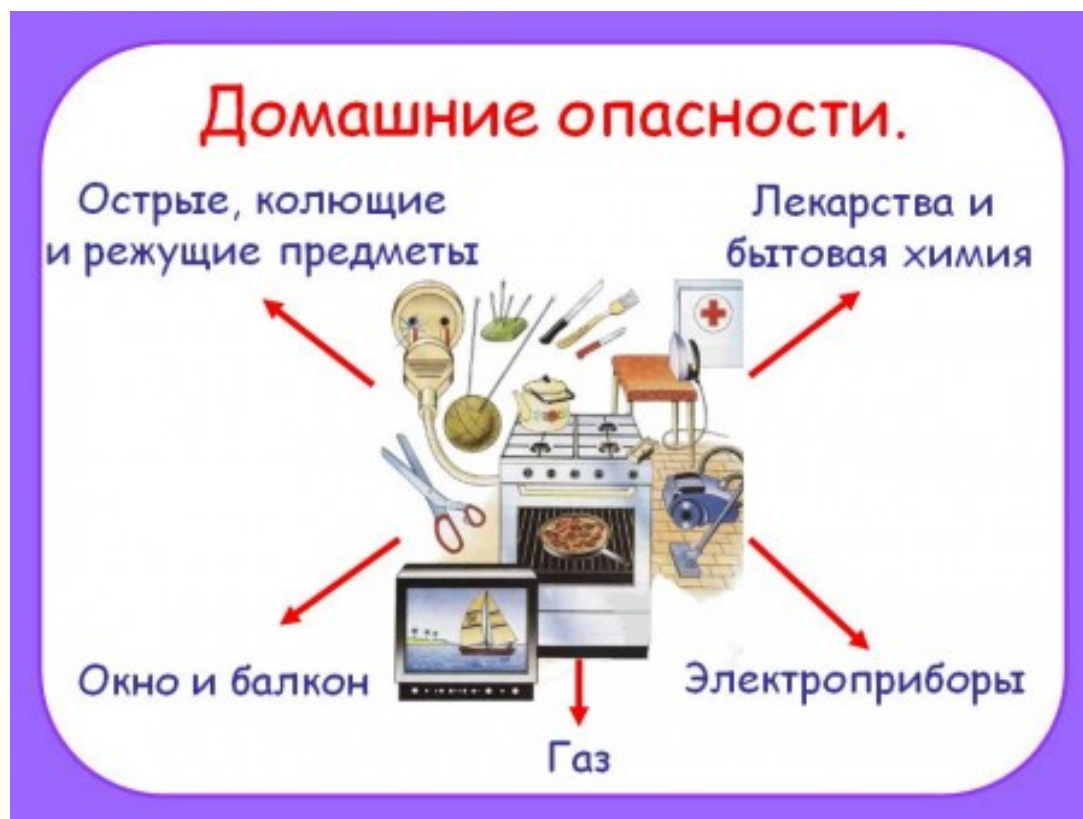 Домашние опасности.
Острые, колющие
и режущие предметы
Лекарства и
бытовая химия
Окно и балкон
Электроприборы
Газ